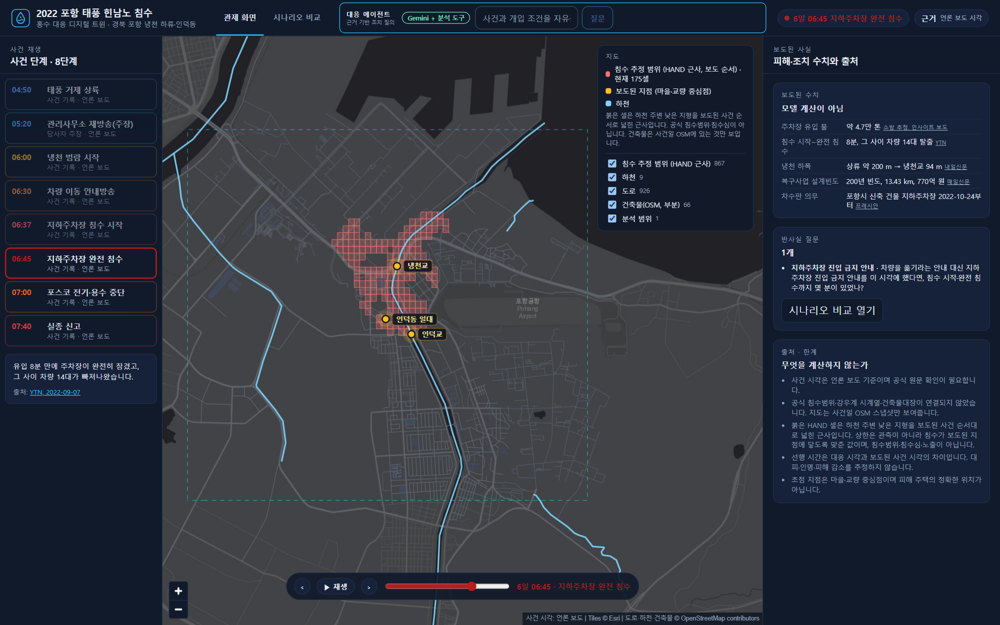 2022 포항 태풍 힌남노 침수
홍수 대응 디지털 트윈 · 경북 포항 냉천 하류·인덕동
관제 화면
시나리오 비교
대응 에이전트
근거 기반 조치 질의
Gemini + 분석 도구
사건과 개입 조건을 자유·
질문
6일 06:45 지하주차장 완전 침수
근거 언론 보도 시각
사건 재생
사건 단계 · 8단계
04:50 태풍 거제 상륙
사건 기록 · 언론 보도
05:20 관리사무소 재방송(주장)
당사자 주장 · 언론 보도
06:00 냉천 범람 시작
사건 기록 · 언론 보도
06:30 차량 이동 안내방송
사건 기록 · 언론 보도
06:37 지하주차장 침수 시작
사건 기록 · 언론 보도
06:45 지하주차장 완전 침수
사건 기록 · 언론 보도
07:00 포스코 전기·용수 중단
사건 기록 · 언론 보도
07:40 실종 신고
사건 기록 · 언론 보도
유입 8분 만에 주차장이 완전히 잠겼고,
그 사이 차량 14대가 빠져나왔습니다.
출처: YTN, 2022-09-07
지도
침수 추정 범위 (HAND 근사, 보도 순서) ·
현재 175셀
보도된 지점 (마을·교량 중심점)
하천
붉은 셀은 하천 주변 낮은 지형을 보도된 사건 순
서로 넓힌 근사입니다. 공식 침수범위·침수심이 아
닙니다. 건축물은 사건일 OSM에 있는 것만 보입
니다.
침수 추정 범위 (HAND 근사) 867
하천 9
도로 926
건축물(OSM, 부분) 66
분석 범위 1
냉천교
인덕동 일대
인덕교
포항공항
Pohang
Airport
+
−
‹
▶ 재생
›
6일 06:45 · 지하주차장 완전 침수
사건 시각: 언론 보도 | Tiles © Esri | 도로·하천·건축물 © OpenStreetMap contributors
보도된 사실
피해·조치 수치와 출처
보도된 수치
모델 계산이 아님
주차장 유입 물 약 4.7만 톤 소방 추정, 인사이트 보도
침수 시작~완전 침수 8분, 그 사이 차량 14대 탈출 YTN
냉천 하폭 상류 약 200 m → 냉천교 94 m 내일신문
복구사업 설계빈도 200년 빈도, 13.43 km, 770억 원 매일신문
차수판 의무 포항시 신축 건물 지하주차장 2022-10-24부
터 프레시안
반사실 질문
1개
지하주차장 진입 금지 안내 · 차량을 옮기라는 안내 대신 지하
주차장 진입 금지 안내를 이 시각에 했다면, 침수 시작·완전 침
수까지 몇 분이 있었나?
시나리오 비교 열기
출처 · 한계
무엇을 계산하지 않는가
사건 시각은 언론 보도 기준이며 공식 원문 확인이 필요합니
다.
공식 침수범위·강우계 시계열·건축물대장이 연결되지 않았습
니다. 지도는 사건일 OSM 스냅샷만 보여줍니다.
붉은 HAND 셀은 하천 주변 낮은 지형을 보도된 사건 순서대
로 넓힌 근사입니다. 상한은 관측이 아니라 침수가 보도된 지
점에 닿도록 맞춘 값이며, 침수범위·침수심·노출이 아닙니다.
선행 시간은 대응 시각과 보도된 사건 시각의 차이입니다. 대
피·인명·피해 감소를 추정하지 않습니다.
초점 지점은 마을·교량 중심점이며 피해 주택의 정확한 위치가
아닙니다.